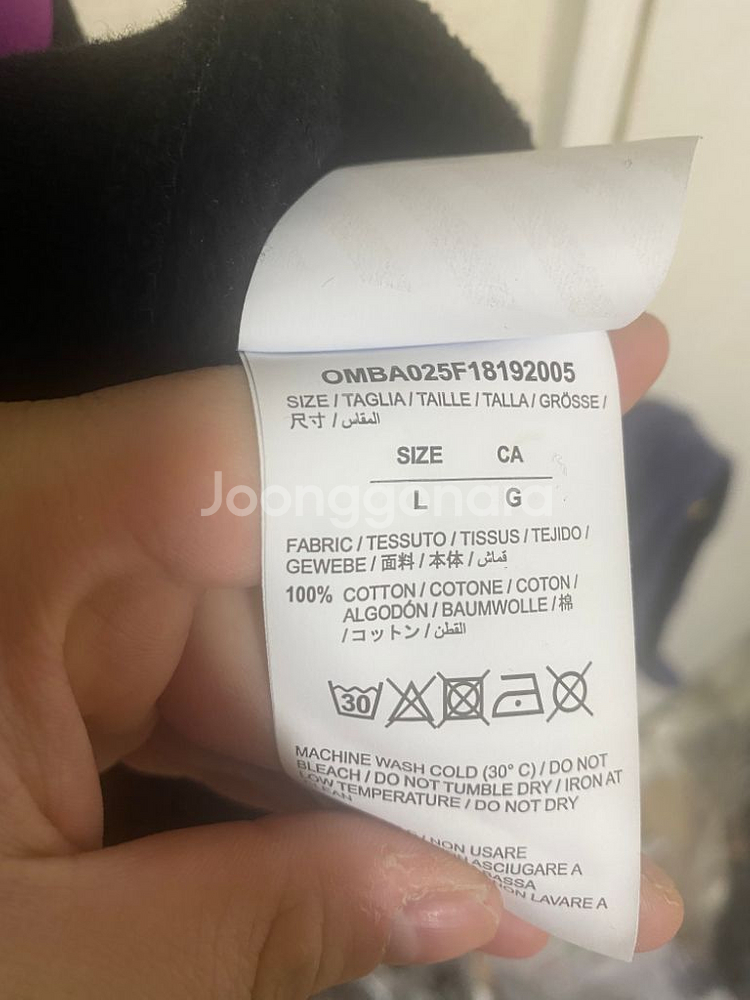 OMBA025F18192005
SIZE / TAGLIA / TAILLE / TALLA / GRÖSSE /
尺寸 / المقاس
SIZE CA
L G
Joonggonara
FABRIC / TESSUTO / TISSUS / TEJIDO /
GEWEBE / 面料 / 本体 / قماش
100% COTTON / COTONE / COTON /
ALGODÓN / BAUMWOLLE / 棉
/ コットン / القطن
30
MACHINE WASH COLD (30° C) / DO NOT
BLEACH / DO NOT TUMBLE DRY / IRON AT
LOW TEMPERATURE / DO NOT DRY
CLEAN
/ NON USARE
ASCIUGARE A
BASSA
NON LAVARE A